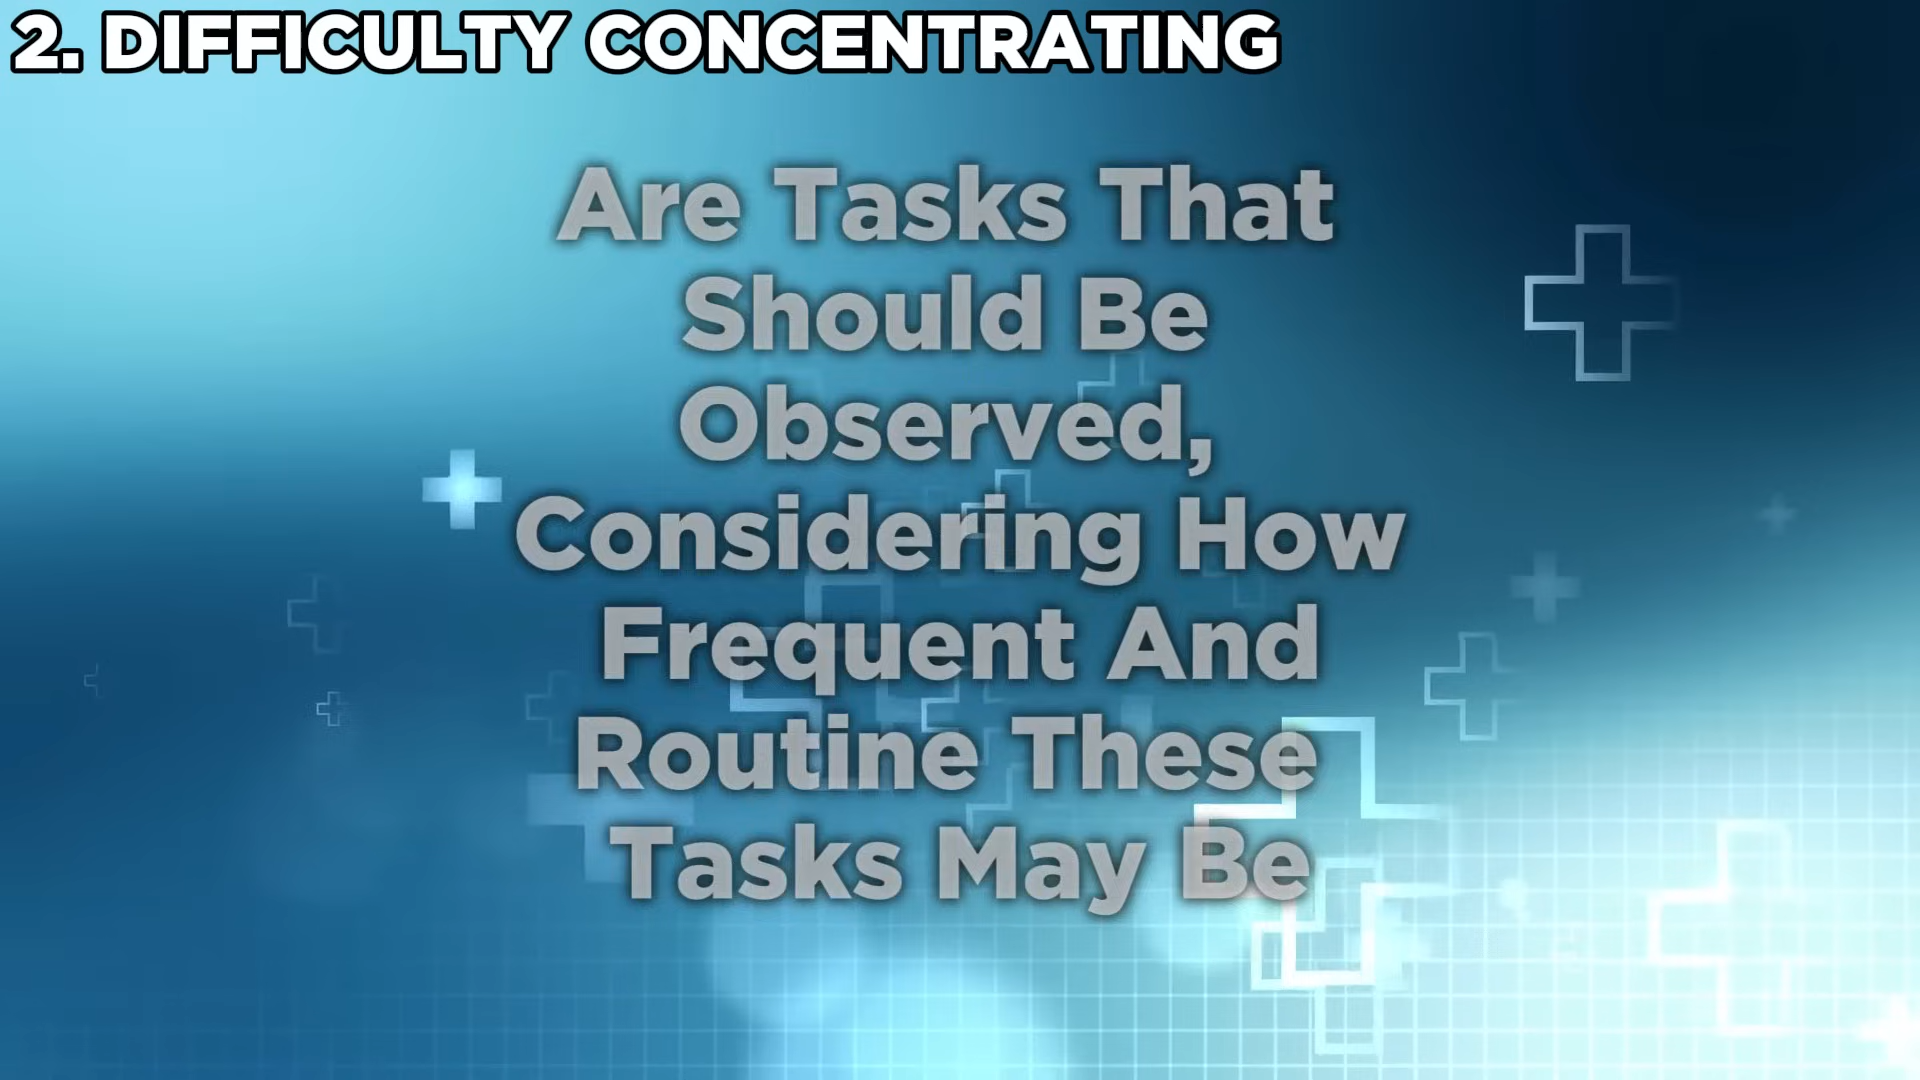 2. DIFFICULTY CONCENTRATING
Are Tasks That
Should Be
Observed,
Considering How
Frequent And
Routine These
Tasks May Be